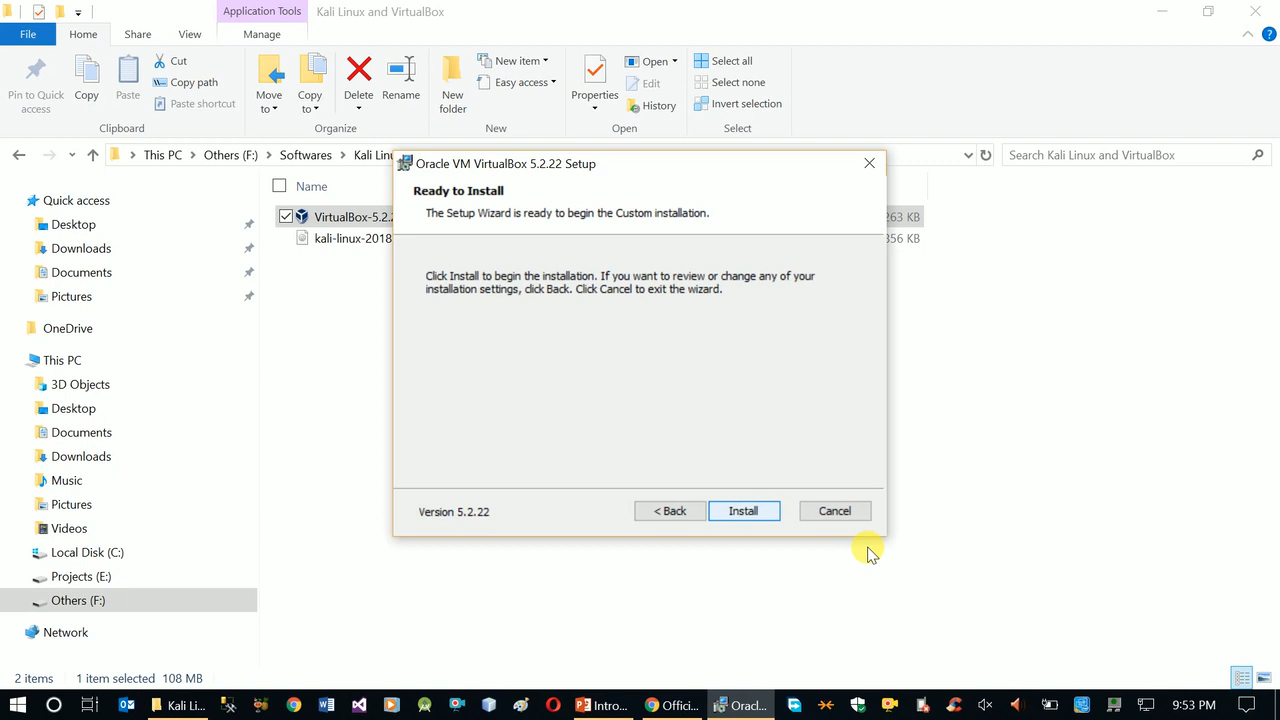 Application Tools
Kali Linux and VirtualBox
File
Home
Share
View
Manage
Pin to Quick access
Copy
Paste
Cut
Copy path
Paste shortcut
Clipboard
Move to
Copy to
Delete
Rename
Organize
New folder
New item
Easy access
New
Properties
Open
Edit
History
Open
Select all
Select none
Invert selection
Select
This PC
Others (F:)
Softwares
Search Kali Linux and VirtualBox
Name
VirtualBox-5.2.
kali-linux-2018
Quick access
Desktop
Downloads
Documents
Pictures
OneDrive
This PC
3D Objects
Desktop
Documents
Downloads
Music
Pictures
Videos
Local Disk (C:)
Projects (E:)
Others (F:)
Network
Oracle VM VirtualBox 5.2.22 Setup
Ready to Install
The Setup Wizard is ready to begin the Custom installation.
Click Install to begin the installation. If you want to review or change any of your
installation settings, click Back. Click Cancel to exit the wizard.
Version 5.2.22
< Back
Install
Cancel
263 KB
356 KB
2 items
1 item selected
108 MB
Kali Li...
Intro...
Offici...
Oracl...
9:53 PM